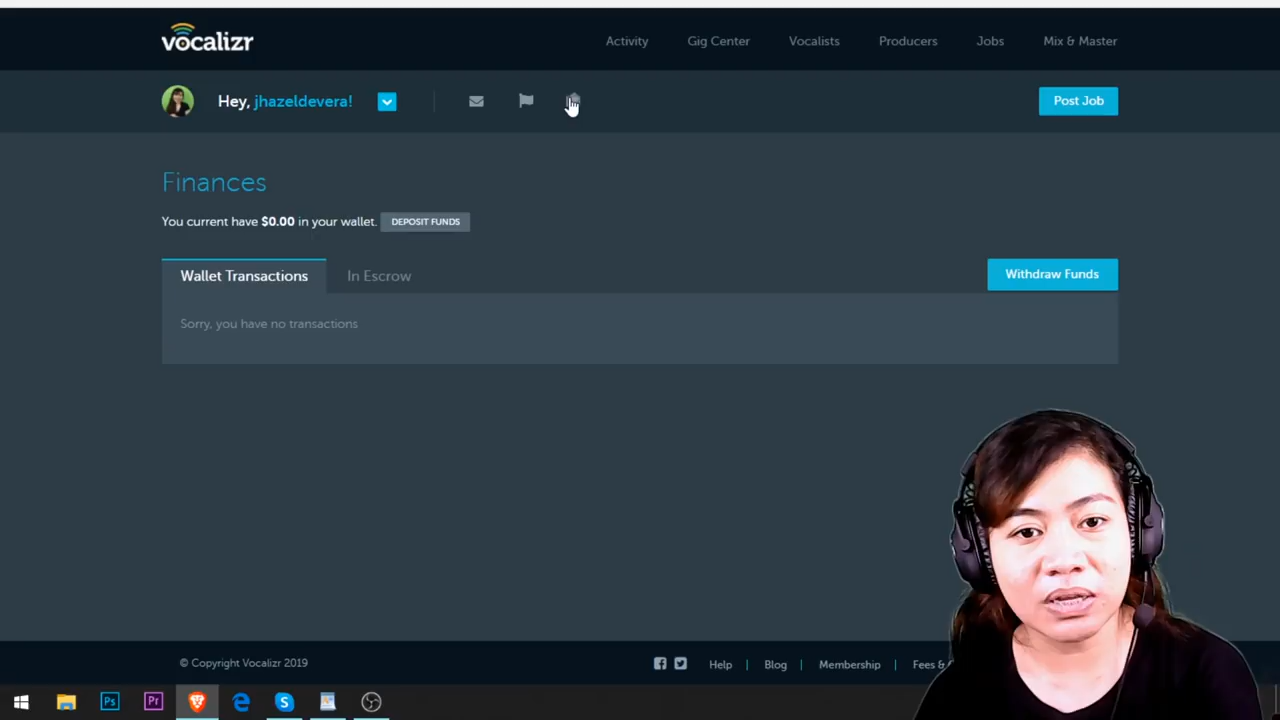 vocalizr
Activity
Gig Center
Vocalists
Producers
Jobs
Mix & Master
Hey, jhazeldevera!
Post Job
Finances
You current have $0.00 in your wallet.
DEPOSIT FUNDS
Wallet Transactions
In Escrow
Withdraw Funds
Sorry, you have no transactions
© Copyright Vocalizr 2019
Help
Blog
Membership
Fees &
Ps
Pr